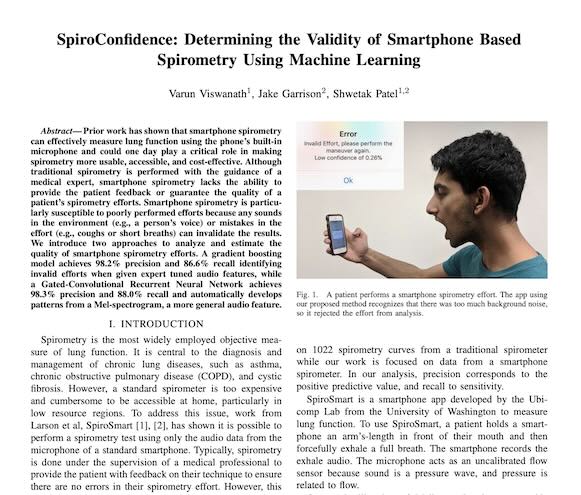 SpiroConfidence: Determining the Validity of Smartphone Based
Spirometry Using Machine Learning
Varun Viswanath1, Jake Garrison2, Shwetak Patel1,2
Abstract—Prior work has shown that smartphone spirometry
can effectively measure lung function using the phone's built-in
microphone and could one day play a critical role in making
spirometry more usable, accessible, and cost-effective. Although
traditional spirometry is performed with the guidance of a
medical expert, smartphone spirometry lacks the ability to
provide the patient feedback or guarantee the quality of a
patient's spirometry efforts. Smartphone spirometry is particu-
larly susceptible to poorly performed efforts because any sounds
in the environment (e.g., a person's voice) or mistakes in the
effort (e.g., coughs or short breaths) can invalidate the results.
We introduce two approaches to analyze and estimate the
quality of smartphone spirometry efforts. A gradient boosting
model achieves 98.2% precision and 86.6% recall identifying
invalid efforts when given expert tuned audio features, while
a Gated-Convolutional Recurrent Neural Network achieves
98.3% precision and 88.0% recall and automatically develops
patterns from a Mel-spectrogram, a more general audio feature.
I. INTRODUCTION
Spirometry is the most widely employed objective mea-
sure of lung function. It is central to the diagnosis and
management of chronic lung diseases, such as asthma,
chronic obstructive pulmonary disease (COPD), and cystic
fibrosis. However, a standard spirometer is too expensive
and cumbersome to be accessible at home, particularly in
low resource regions. To address this issue, work from
Larson et al, SpiroSmart [1], [2], has shown it is possible to
perform a spirometry test using only the audio data from the
microphone of a standard smartphone. Typically, spirometry
is done under the supervision of a medical professional to
provide the patient with feedback on their technique to ensure
there are no errors in their spirometry effort. However, this
Error
Invalid Effort, please perform the
maneuver again.
Low confidence of 0.26%
Ok
Fig. 1. A patient performs a smartphone spirometry effort. The app using
our proposed method recognizes that there was too much background noise,
so it rejected the effort from analysis.
on 1022 spirometry curves from a traditional spirometer
while our work is focused on data from a smartphone
spirometer. In our analysis, precision corresponds to the
positive predictive value, and recall to sensitivity.
SpiroSmart is a smartphone app developed by the Ubi-
comp Lab from the University of Washington to measure
lung function. To use SpiroSmart, a patient holds a smart-
phone an arm's-length in front of their mouth and then
forcefully exhale a full breath. The smartphone records the
exhale audio. The microphone acts as an uncalibrated flow
sensor because sound is a pressure wave, and pressure is
related to flow.